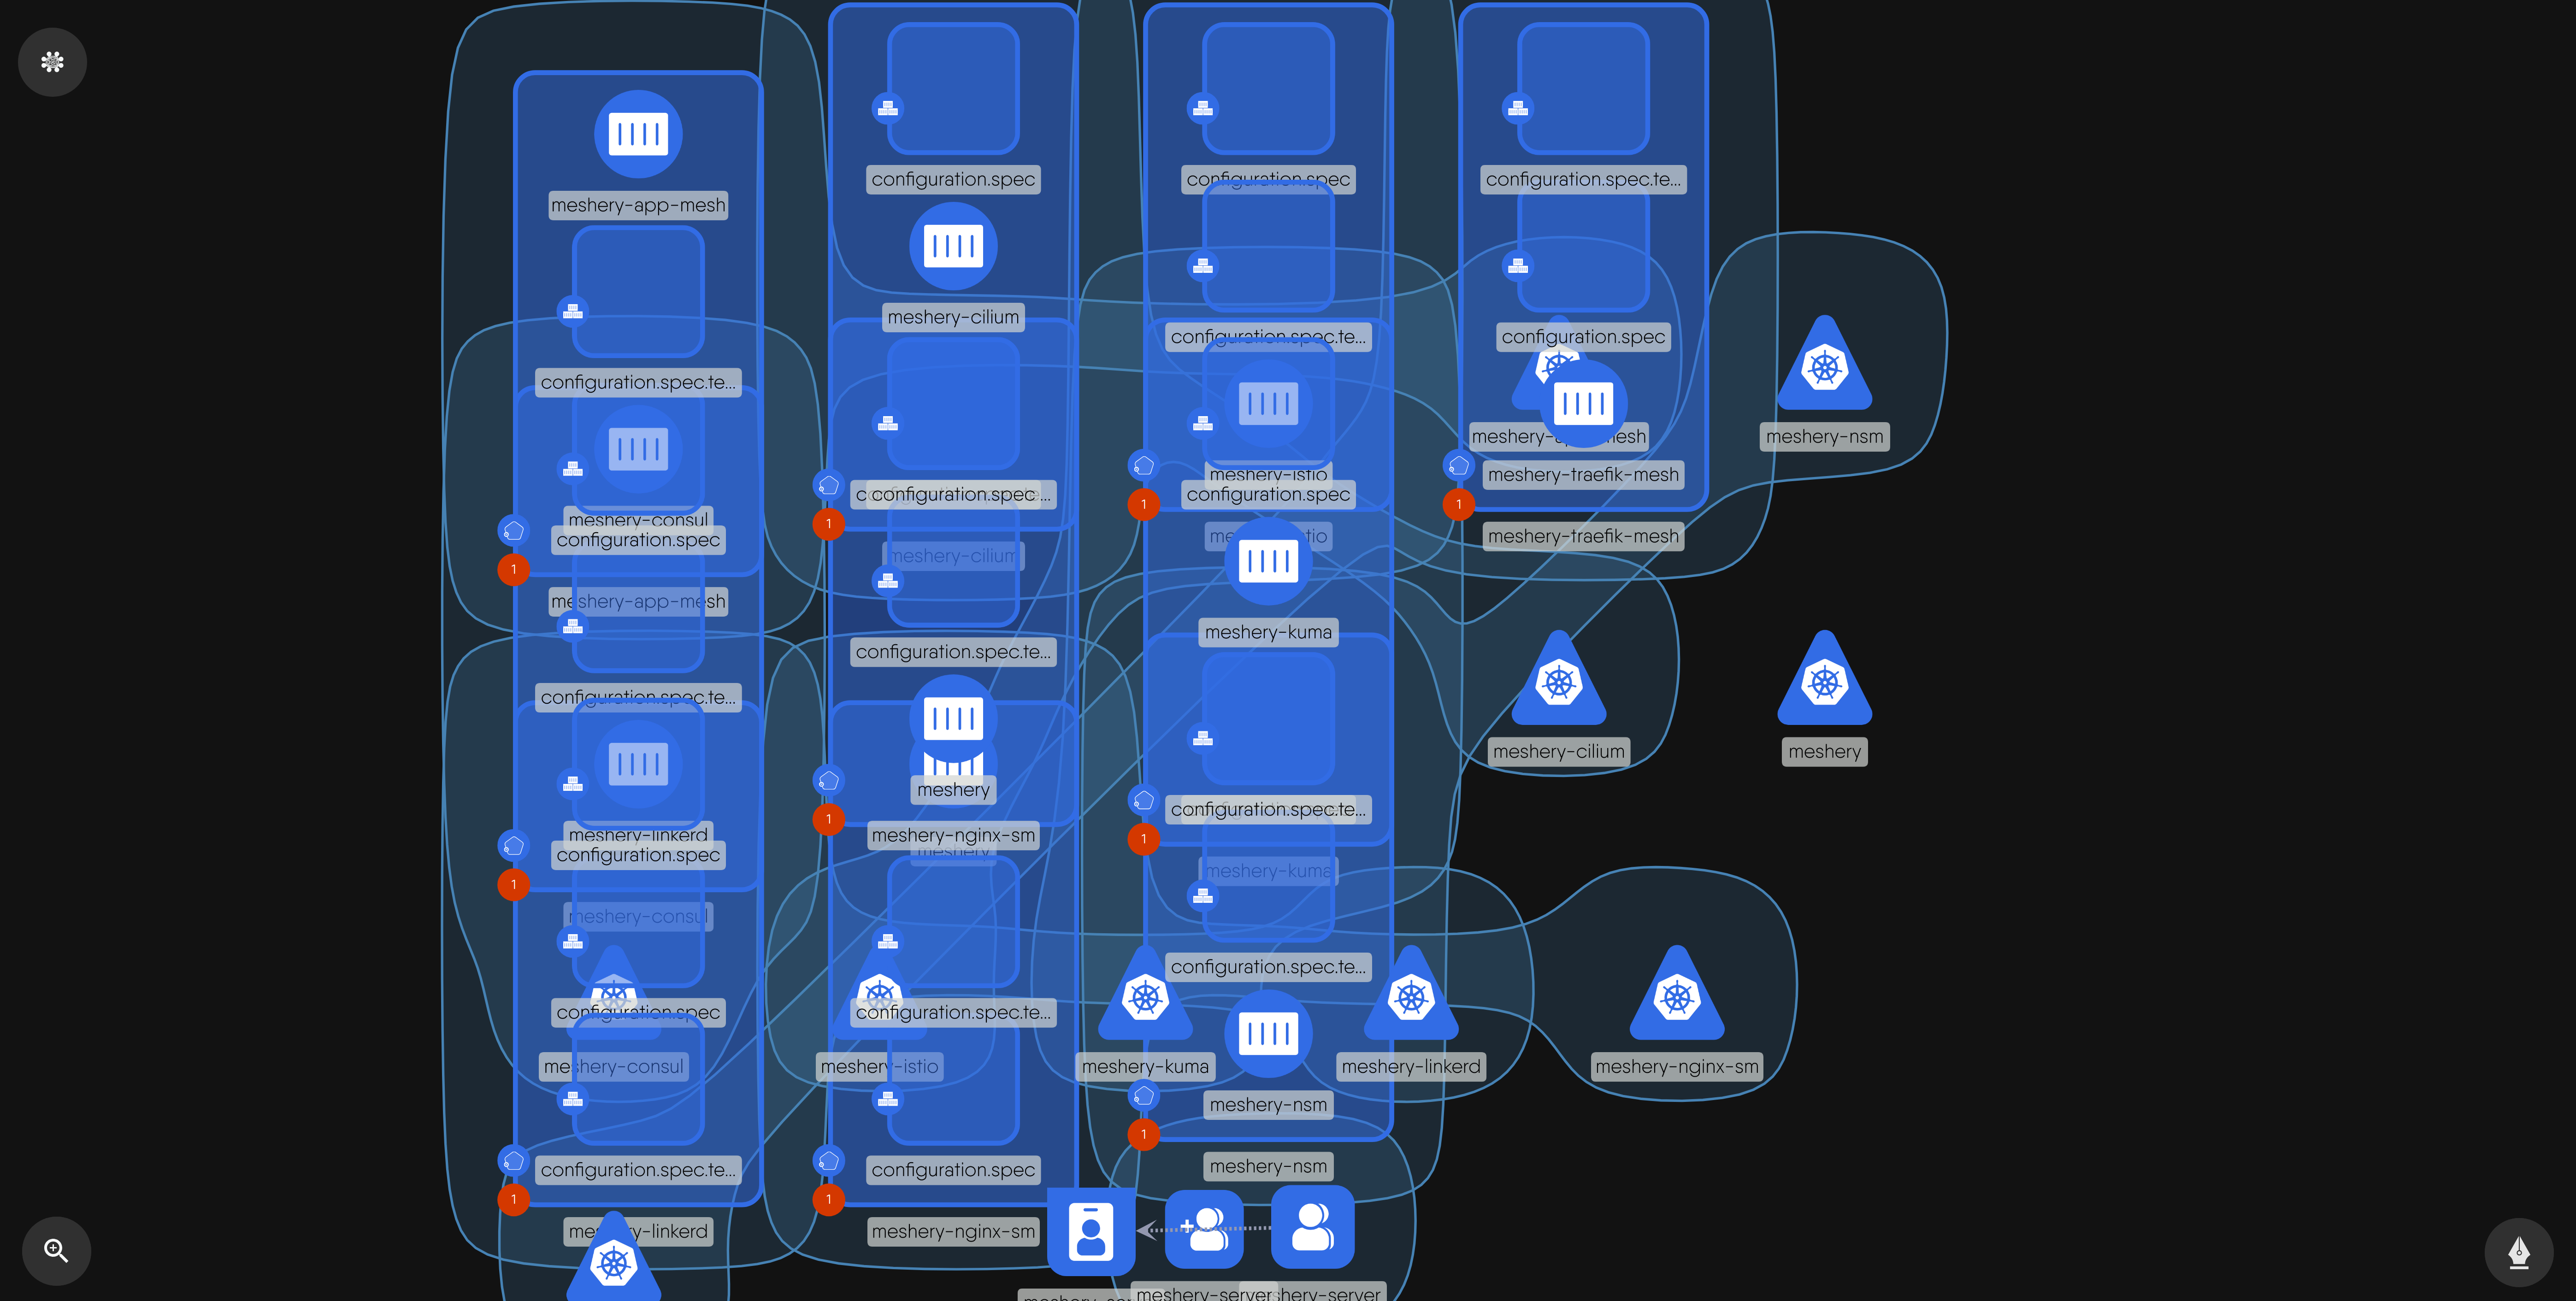 meshery-app-mesh
configuration.spec.te...
meshery-consul
configuration.spec
1
meshery-app-mesh
configuration.spec.te...
meshery-linkerd
configuration.spec
1
meshery-consul
configuration.spec
meshery-consul
configuration.spec.te...
1
meshery-linkerd
configuration.spec
meshery-cilium
configuration.spec...
1
meshery-cilium
configuration.spec.te...
meshery
1
meshery-nginx-sm
meshery
configuration.spec.te...
meshery-istio
configuration.spec
1
meshery-nginx-sm
configuration.spec
configuration.spec.te...
meshery-istio
configuration.spec
1
meshery-kuma
configuration.spec.te...
1
meshery-kuma
configuration.spec.te...
meshery-kuma
meshery-nsm
1
meshery-nsm
configuration.spec.te...
configuration.spec
meshery-traefik-mesh
1
meshery-traefik-mesh
meshery-nsm
meshery-cilium
meshery
meshery-linkerd
meshery-nginx-sm
meshery-server